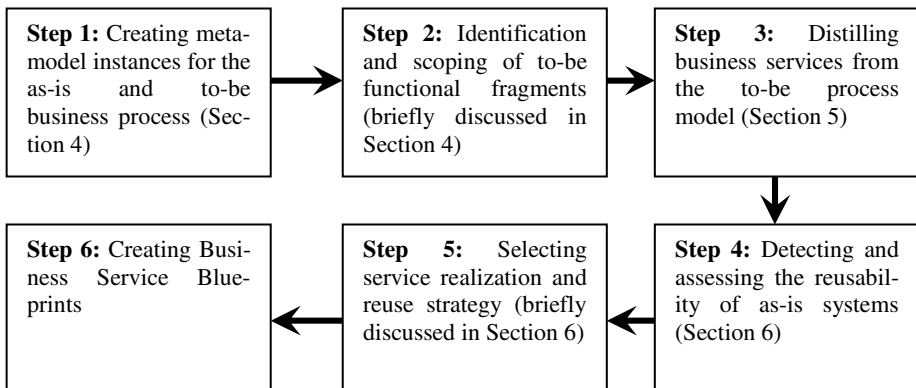 Step 1: Creating meta-
model instances for the
as-is and to-be
business process (Sec-
tion 4)
Step 2: Identification
and scoping of to-be
functional fragments
(briefly discussed in
Section 4)
Step 3: Distilling
business services from
the to-be process
model (Section 5)
Step 4: Detecting and
assessing the reusabil-
ity of as-is systems
(Section 6)
Step 5: Selecting
service realization and
reuse strategy (briefly
discussed in Section 6)
Step 6: Creating Busi-
ness Service Blue-
prints